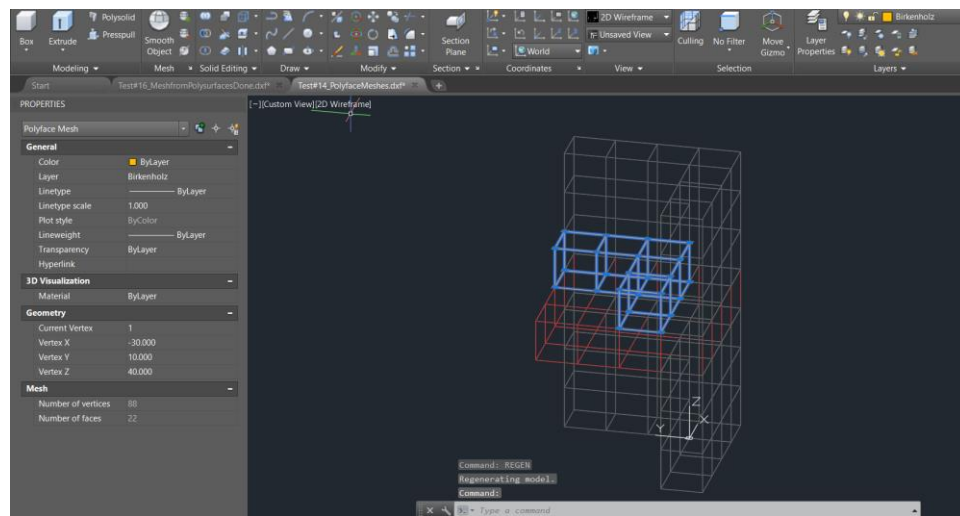 Polysolid
2D Wireframe
Birkenholz
Box
Extrude
Presspull
Smooth
Object
Section
Plane
Unsaved View
World
Culling
No Filter
Move
Gizmo
Layer
Properties
Modeling
Mesh
Solid Editing
Draw
Modify
Section
Coordinates
View
Selection
Layers
Start
Test#16_MeshfromPolysurfacesDone.dxf*
Test#14_PolyfaceMeshes.dxf*
PROPERTIES
[−][Custom View][2D Wireframe]
Polyface Mesh
General
Color ByLayer
Layer Birkenholz
Linetype ByLayer
Linetype scale 1.000
Plot style ByColor
Lineweight ByLayer
Transparency ByLayer
Hyperlink
3D Visualization
Material ByLayer
Geometry
Current Vertex 1
Vertex X -30.000
Vertex Y 10.000
Vertex Z 40.000
Mesh
Number of vertices 88
Number of faces 22
Z
X
Y
Command: REGEN
Regenerating model.
Command:
Type a command